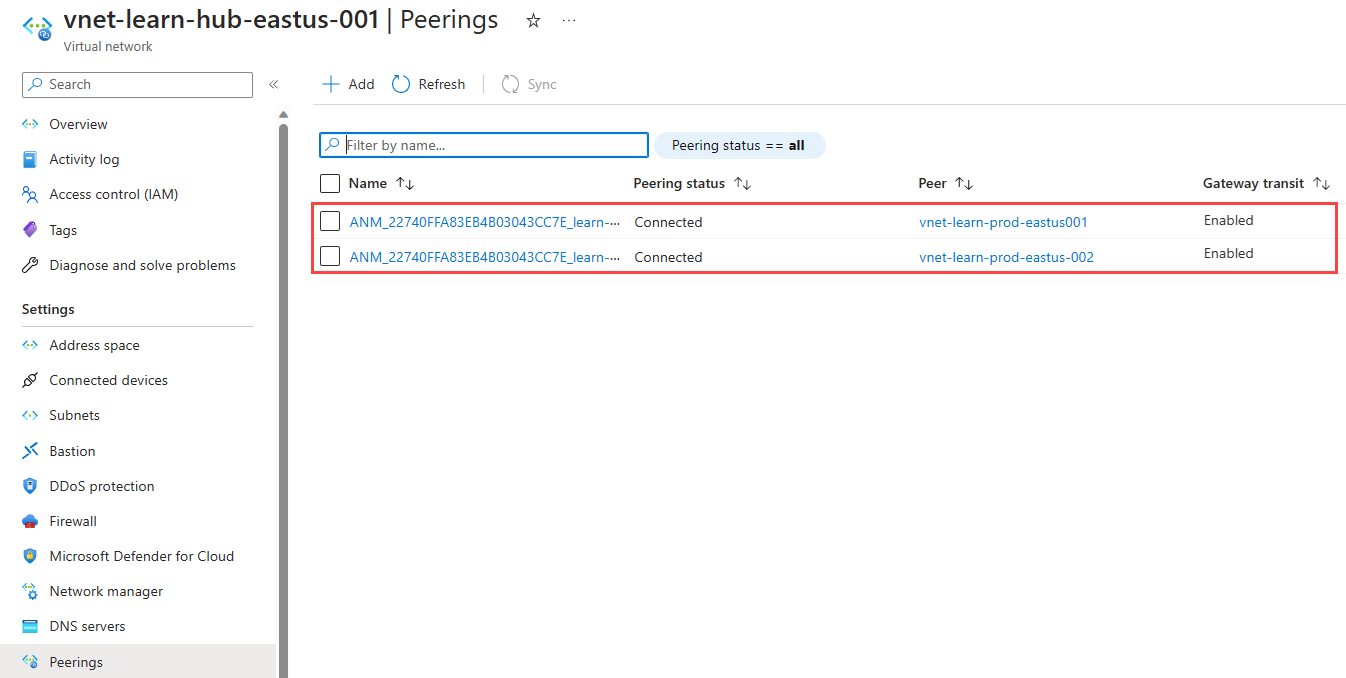 vnet-learn-hub-eastus-001 | Peerings ☆ ...
Virtual network
Search «
Overview
Activity log
Access control (IAM)
Tags
Diagnose and solve problems
Settings
Address space
Connected devices
Subnets
Bastion
DDoS protection
Firewall
Microsoft Defender for Cloud
Network manager
DNS servers
Peerings
Add Refresh Sync
Filter by name... Peering status == all
Name ↑↓ Peering status ↑↓ Peer ↑↓ Gateway transit ↑↓
ANM_22740FFA83EB4B03043CC7E_learn-··· Connected vnet-learn-prod-eastus001 Enabled
ANM_22740FFA83EB4B03043CC7E_learn-··· Connected vnet-learn-prod-eastus-002 Enabled